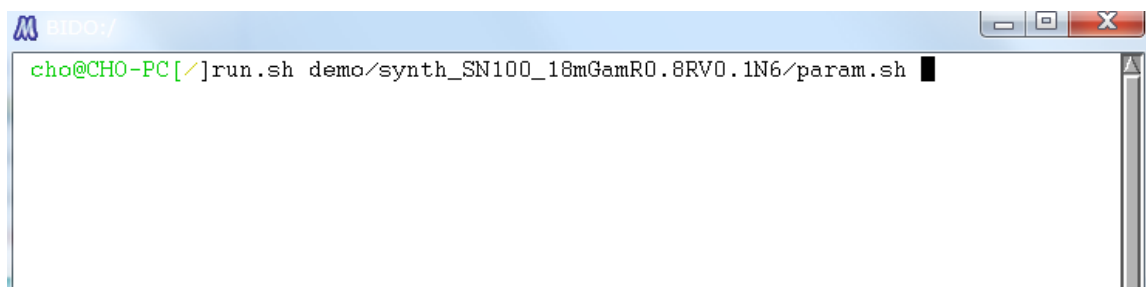 BIDO:/
cho@CHO-PC[/]run.sh demo/synth_SN100_18mGamR0.8RV0.1N6/param.sh